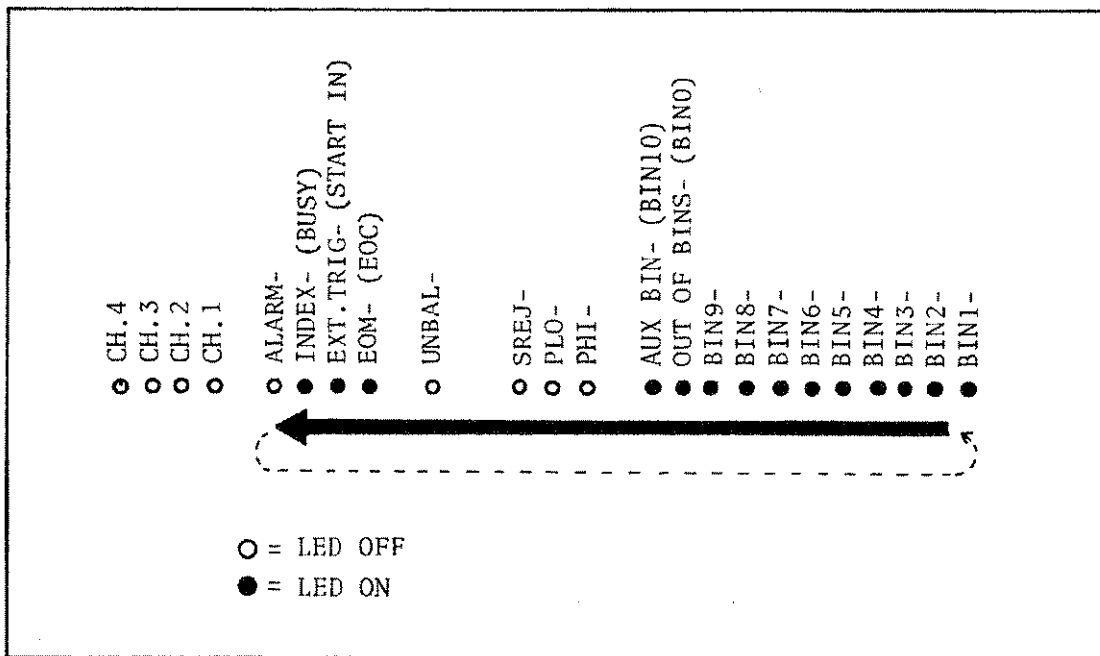 CH.4
CH.3
CH.2
CH.1
ALARM-
INDEX- (BUSY)
EXT.TRIG- (START IN)
EOM- (EOC)
UNBAL-
SREJ-
PLO-
PHI-
AUX BIN- (BIN10)
OUT OF BINS- (BIN0)
BIN9-
BIN8-
BIN7-
BIN6-
BIN5-
BIN4-
BIN3-
BIN2-
BIN1-
= LED OFF
= LED ON